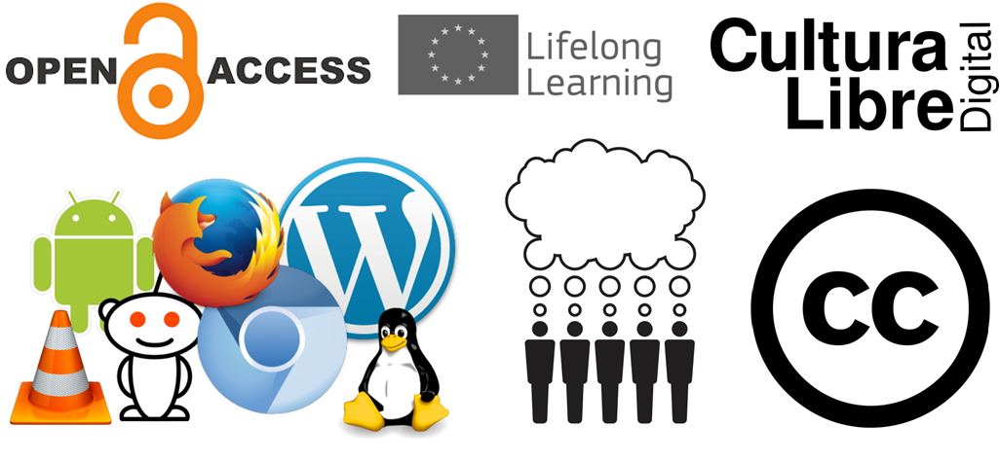 OPEN ACCESS
Lifelong
Learning
Cultura
Libre
Digital
W
cc